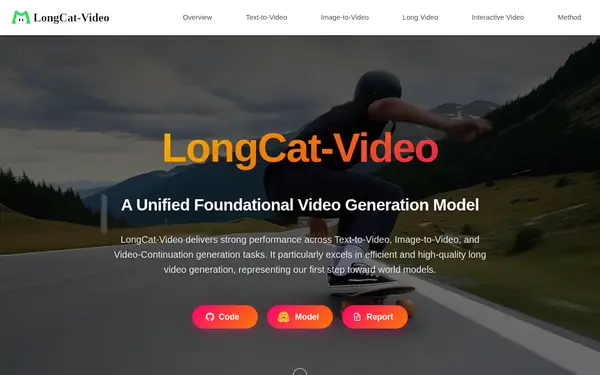 LongCat-Video
Overview
Text-to-Video
Image-to-Video
Long Video
Interactive Video
Method
LongCat-Video
A Unified Foundational Video Generation Model
LongCat-Video delivers strong performance across Text-to-Video, Image-to-Video, and
Video-Continuation generation tasks. It particularly excels in efficient and high-quality long
video generation, representing our first step toward world models.
Code
Model
Report